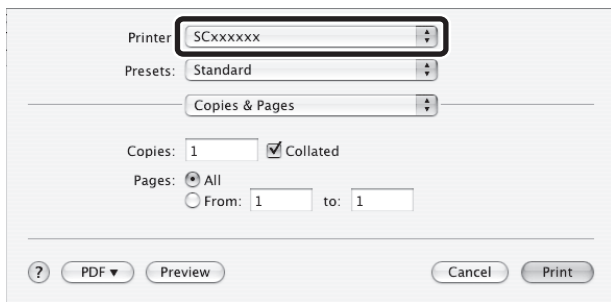 Printer SCxxxxxx
Presets: Standard
Copies & Pages
Copies: 1 Collated
Pages: All
From: 1 to: 1
? PDF▼ Preview Cancel Print